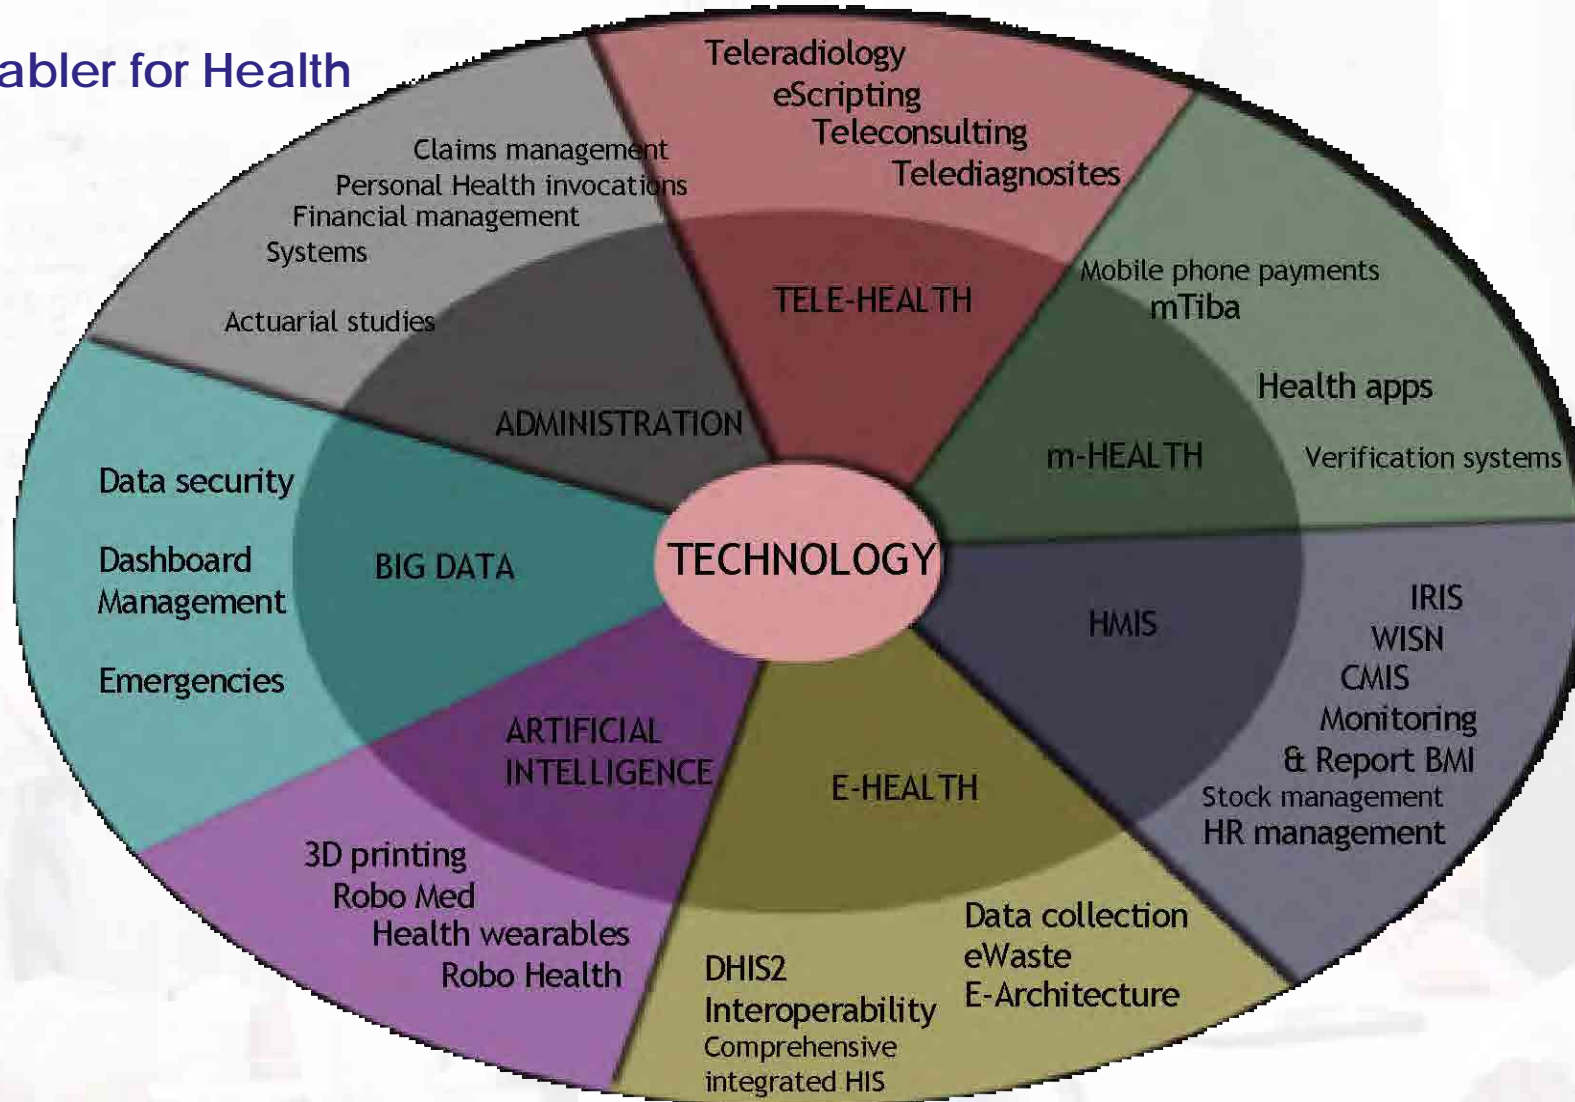 abler for Health
Teleradiology
eScripting
Teleconsulting
Telediagnosites
TELE-HEALTH
Mobile phone payments
mTiba
Health apps
Verification systems
m-HEALTH
IRIS
WISN
CMIS
Monitoring
& Report BMI
Stock management
HR management
HMIS
E-HEALTH
Data collection
eWaste
E-Architecture
DHIS2
Interoperability
Comprehensive
integrated HIS
ARTIFICIAL
INTELLIGENCE
3D printing
Robo Med
Health wearables
Robo Health
BIG DATA
Data security
Dashboard
Management
Emergencies
Claims management
Personal Health invocations
Financial management
Systems
Actuarial studies
ADMINISTRATION
TECHNOLOGY